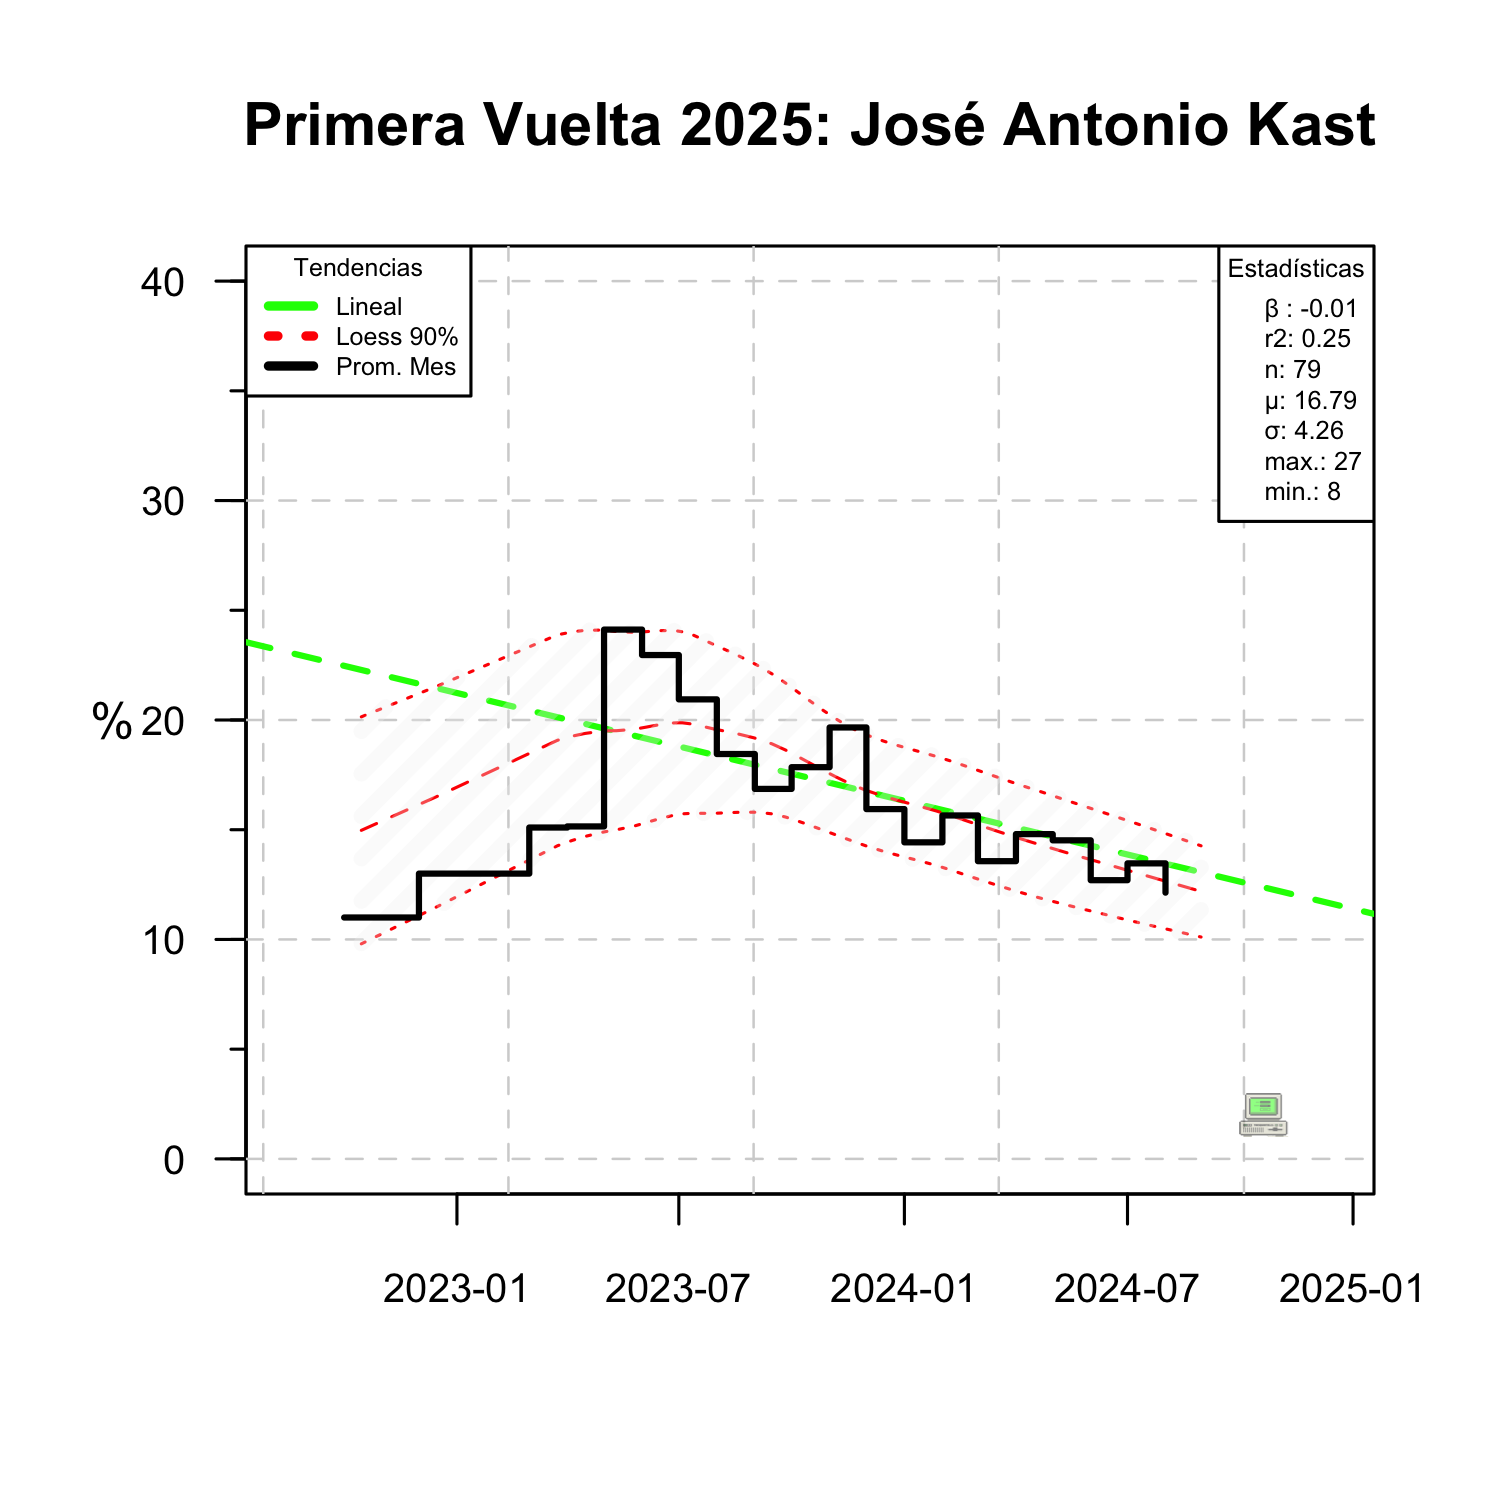 Primera Vuelta 2025: José Antonio Kast
Tendencias
Lineal
Loess 90%
Prom. Mes
Estadísticas
β : -0.01
r2: 0.25
n: 79
μ: 16.79
σ: 4.26
max.: 27
min.: 8
40
30
% 20
10
0
2023-01 2023-07 2024-01 2024-07 2025-01